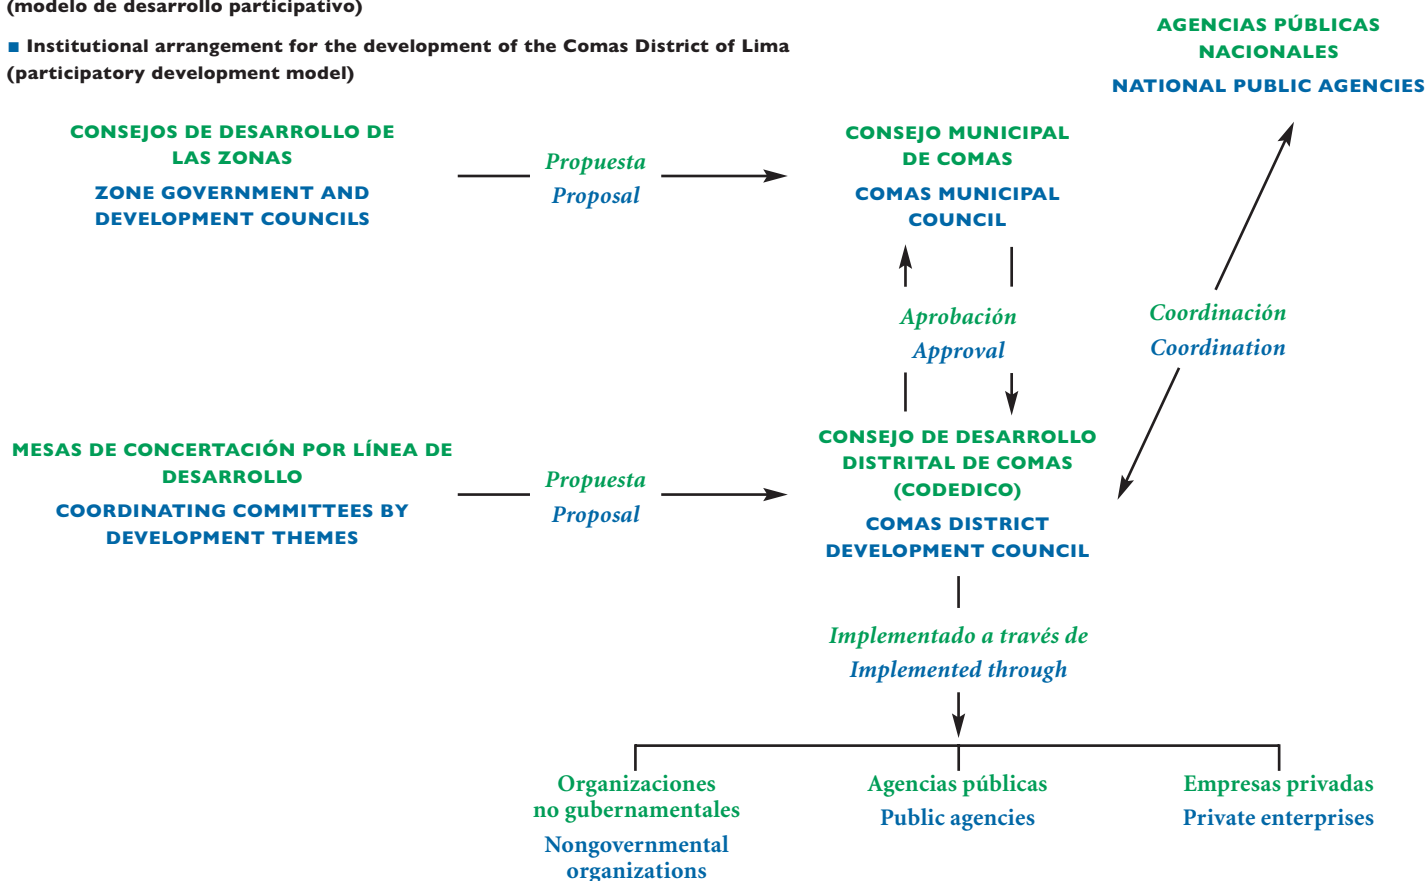 (modelo de desarrollo participativo)
■ Institutional arrangement for the development of the Comas District of Lima
(participatory development model)
AGENCIAS PÚBLICAS
NACIONALES
NATIONAL PUBLIC AGENCIES
CONSEJOS DE DESARROLLO DE
LAS ZONAS
ZONE GOVERNMENT AND
DEVELOPMENT COUNCILS
Propuesta
Proposal
CONSEJO MUNICIPAL
DE COMAS
COMAS MUNICIPAL
COUNCIL
Aprobación
Approval
Coordinación
Coordination
MESAS DE CONCERTACIÓN POR LÍNEA DE
DESARROLLO
COORDINATING COMMITTEES BY
DEVELOPMENT THEMES
Propuesta
Proposal
CONSEJO DE DESARROLLO
DISTRITAL DE COMAS
(CODEDICO)
COMAS DISTRICT
DEVELOPMENT COUNCIL
Implementado a través de
Implemented through
Organizaciones
no gubernamentales
Nongovernmental
organizations
Agencias públicas
Public agencies
Empresas privadas
Private enterprises